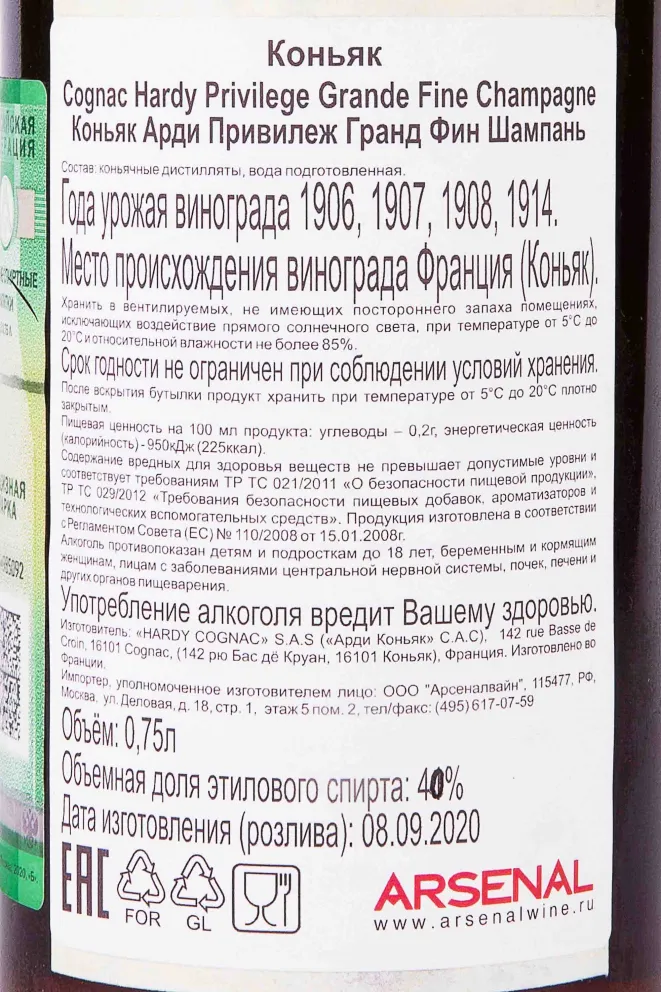 Коньяк
Cognac Hardy Privilege Grande Fine Champagne
Коньяк Арди Привилеж Гранд Фин Шампань
Состав: коньячные дистилляты, вода подготовленная.
Года урожая винограда 1906, 1907, 1908, 1914.
Место происхождения винограда Франция (Коньяк).
Хранить в вентилируемых, не имеющих постороннего запаха помещениях,
исключающих воздействие прямого солнечного света, при температуре от 5°С до
20°С и относительной влажности не более 85%.
Срок годности не ограничен при соблюдении условий хранения.
После вскрытия бутылки продукт хранить при температуре от 5°С до 20°С плотно
закрытым.
Пищевая ценность на 100 мл продукта: углеводы – 0,2г, энергетическая ценность
(калорийность) - 950кДж (225ккал).
Содержание вредных для здоровья веществ не превышает допустимые уровни и
соответствует требованиям ТР ТС 021/2011 «О безопасности пищевой продукции»,
ТР ТС 029/2012 «Требования безопасности пищевых добавок, ароматизаторов и
технологических вспомогательных средств». Продукция изготовлена в соответствии
с Регламентом Совета (ЕС) № 110/2008 от 15.01.2008г.
Алкоголь противопоказан детям и подросткам до 18 лет, беременным и кормящим
женщинам, лицам с заболеваниями центральной нервной системы, почек, печени и
других органов пищеварения.
Употребление алкоголя вредит Вашему здоровью.
Изготовитель: «HARDY COGNAC» S.A.S («Арди Коньяк» С.А.С), 142 rue Basse de
Croin, 16101 Cognac, (142 рю Бас дё Круан, 16101 Коньяк), Франция. Изготовлено во
Франции.
Импортер, уполномоченное изготовителем лицо: ООО "Арсеналвайн", 115477, РФ,
Москва, ул. Деловая, д. 18, стр. 1, этаж 5 пом. 2, тел/факс: (495) 617-07-59
Объём: 0,75л
Объемная доля этилового спирта: 40%
Дата изготовления (розлива): 08.09.2020
EAC
FOR
GL
ARSENAL
www.arsenalwine.ru